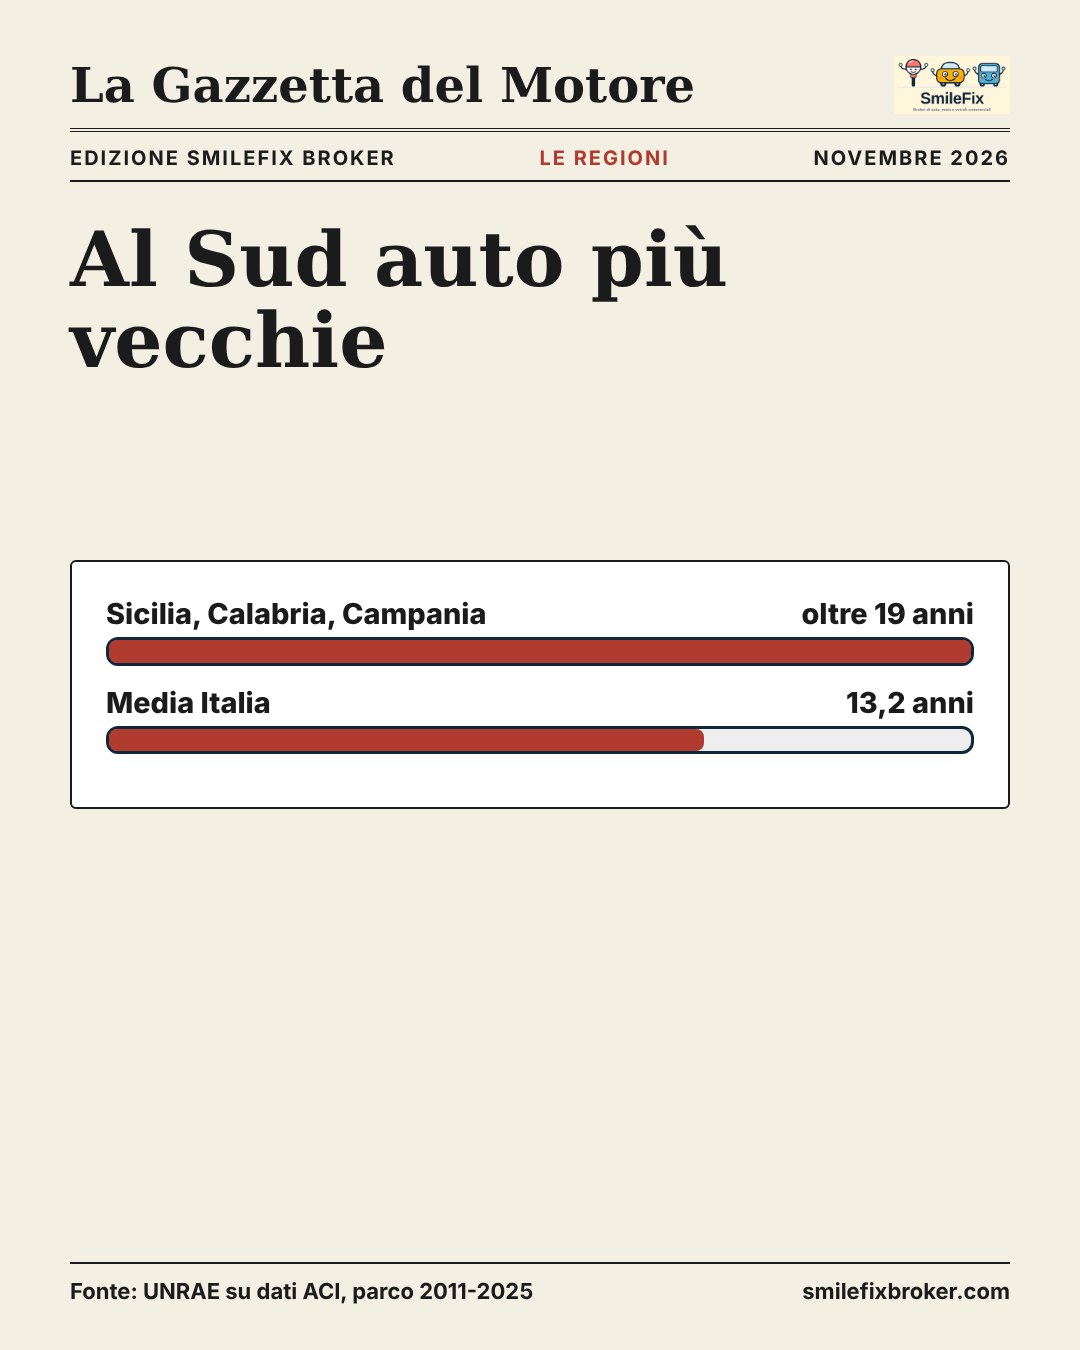 La Gazzetta del Motore
SmileFix
EDIZIONE SMILEFIX BROKER
LE REGIONI
NOVEMBRE 2026
Al Sud auto più
vecchie
Sicilia, Calabria, Campania
oltre 19 anni
Media Italia
13,2 anni
Fonte: UNRAE su dati ACI, parco 2011-2025
smilefixbroker.com